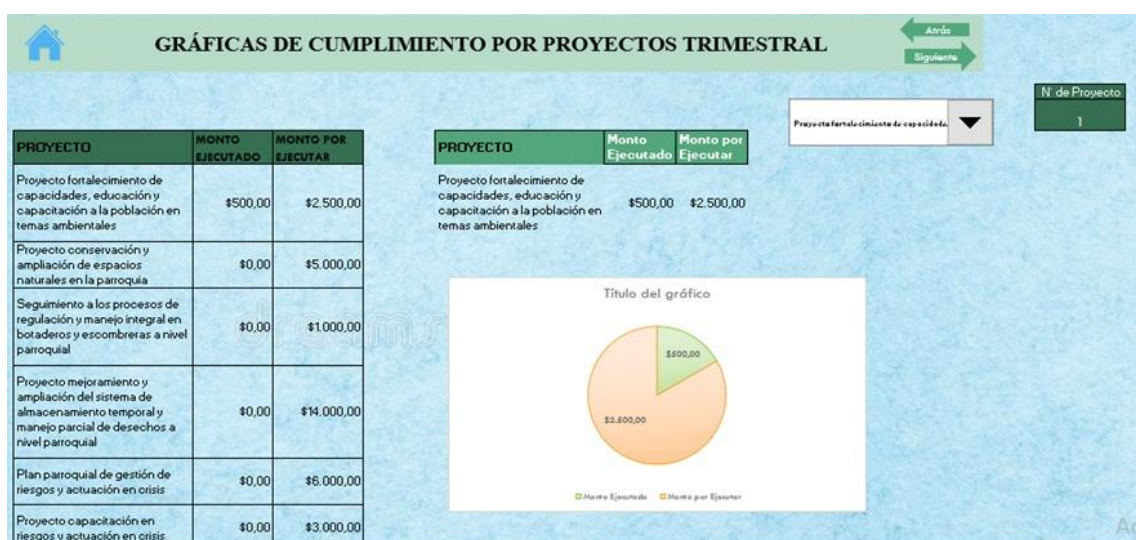 GRÁFICAS DE CUMPLIMIENTO POR PROYECTOS TRIMESTRAL
Atrás
Siguiente
N° de Proyecto
1
Proyecto fortalecimiento de capacidade,
PROYECTO
MONTO
EJECUTADO
MONTO POR
EJECUTAR
Proyecto fortalecimiento de
capacidades, educación y
capacitación a la población en
temas ambientales
$500,00
$2.500,00
Proyecto conservación y
ampliación de espacios
naturales en la parroquia
$0,00
$5.000,00
Seguimiento a los procesos de
regulación y manejo integral en
botaderos y escombreras a nivel
parroquial
$0,00
$1.000,00
Proyecto mejoramiento y
ampliación del sistema de
almacenamiento temporal y
manejo parcial de desechos a
nivel parroquial
$0,00
$14.000,00
Plan parroquial de gestión de
riesgos y actuación en crisis
$0,00
$6.000,00
Proyecto capacitación en
riesgos y actuación en crisis
$0,00
$3.000,00
PROYECTO
Monto
Ejecutado
Monto por
Ejecutar
Proyecto fortalecimiento de
capacidades, educación y
capacitación a la población en
temas ambientales
$500,00
$2.500,00
Título del gráfico
$500,00
$2.500,00
Monto Ejecutado
Monto por Ejecutar